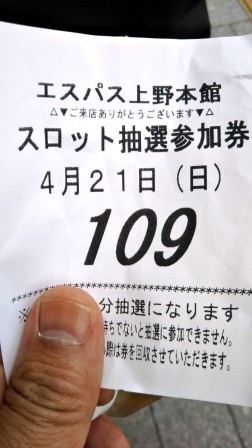 エスパス上野本館
△▼ご来店ありがとうございます▼△
スロット抽選参加券
4月21日（日）
109
******************************
※ 分抽選になります
待ちでないと抽選に参加できません。
際は券を回収させていただきます。